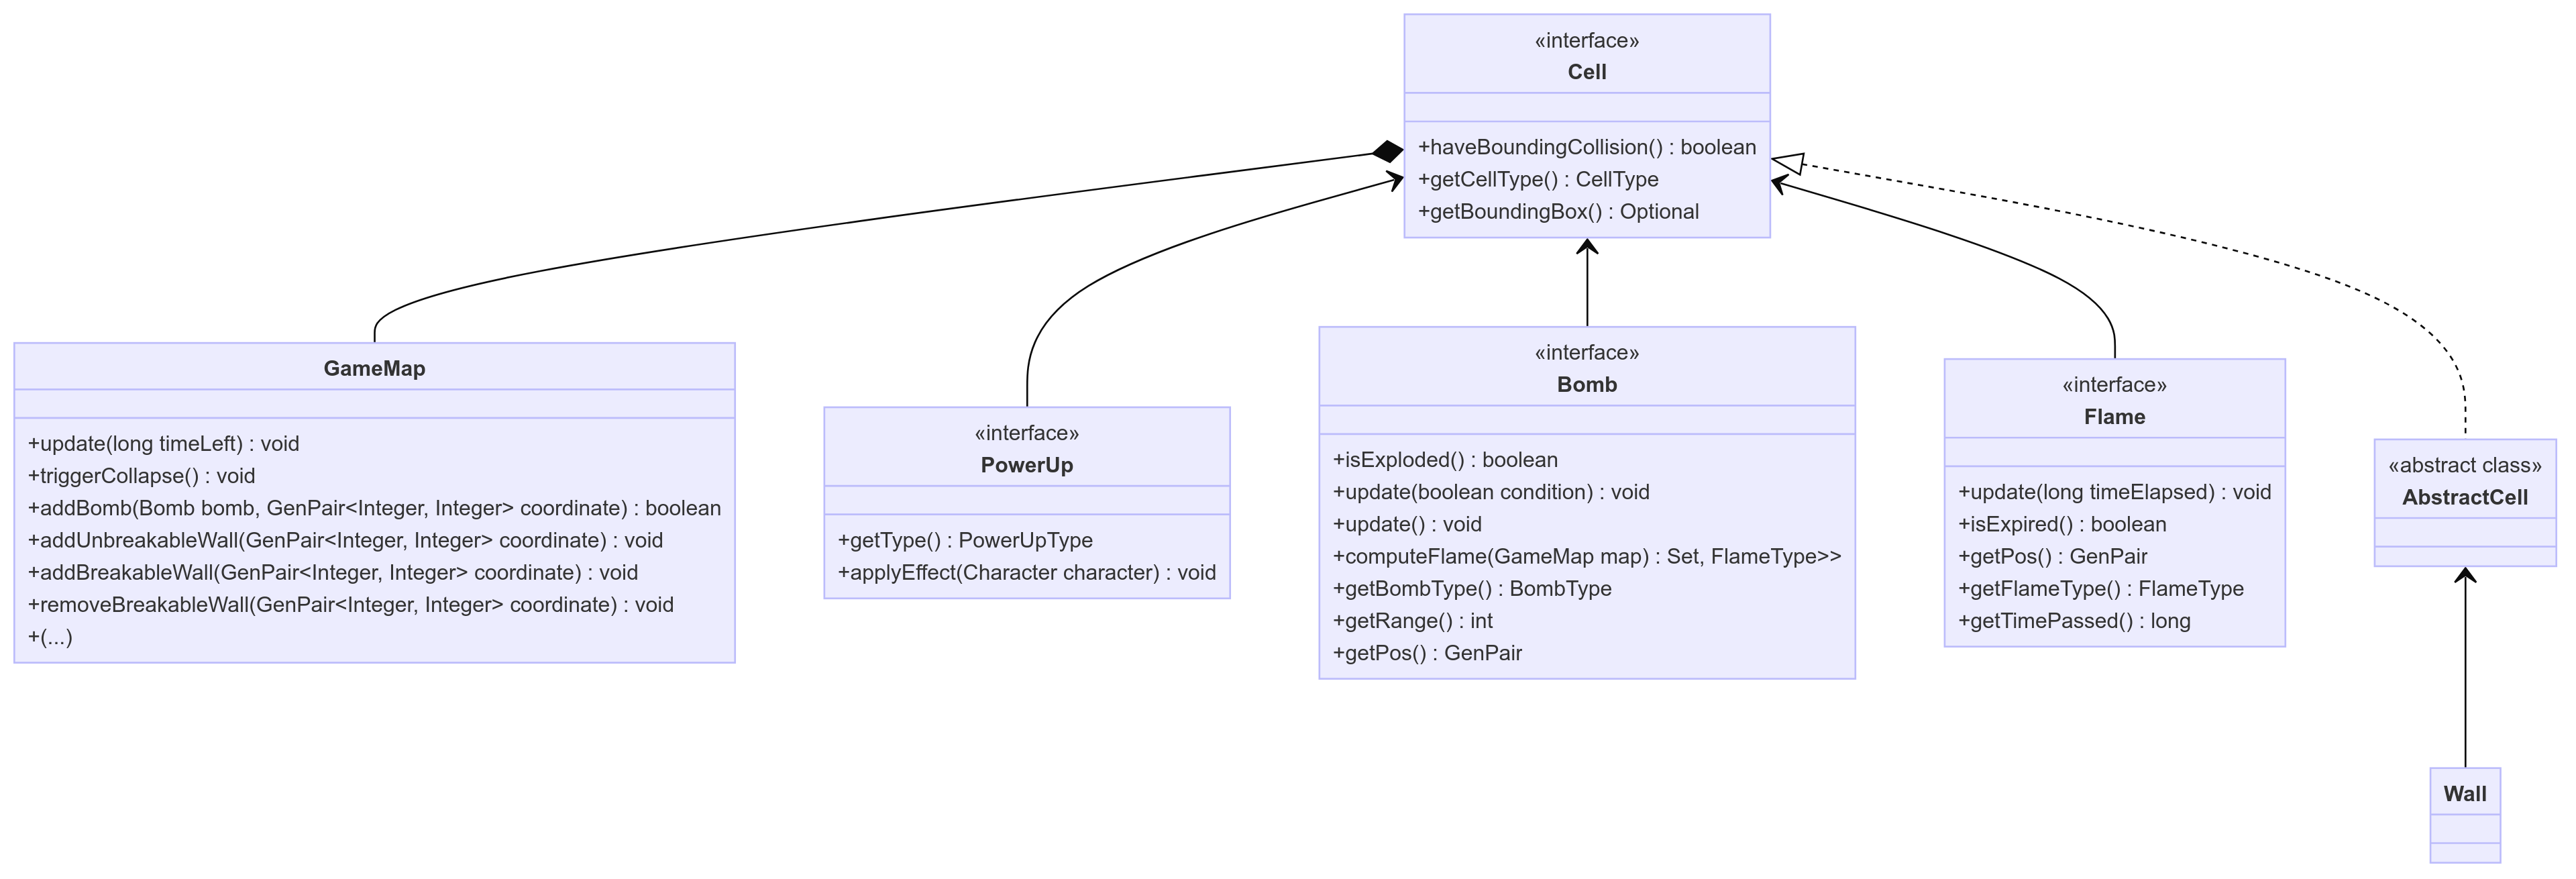 «interface»
Cell
+haveBoundingCollision() : boolean
+getCellType() : CellType
+getBoundingBox() : Optional
GameMap
+update(long timeLeft) : void
+triggerCollapse() : void
+addBomb(Bomb bomb, GenPair<Integer, Integer> coordinate) : boolean
+addUnbreakableWall(GenPair<Integer, Integer> coordinate) : void
+addBreakableWall(GenPair<Integer, Integer> coordinate) : void
+removeBreakableWall(GenPair<Integer, Integer> coordinate) : void
+(...)
«interface»
PowerUp
+getType() : PowerUpType
+applyEffect(Character character) : void
«interface»
Bomb
+isExploded() : boolean
+update(boolean condition) : void
+update() : void
+computeFlame(GameMap map) : Set, FlameType>>
+getBombType() : BombType
+getRange() : int
+getPos() : GenPair
«interface»
Flame
+update(long timeElapsed) : void
+isExpired() : boolean
+getPos() : GenPair
+getFlameType() : FlameType
+getTimePassed() : long
«abstract class»
AbstractCell
Wall